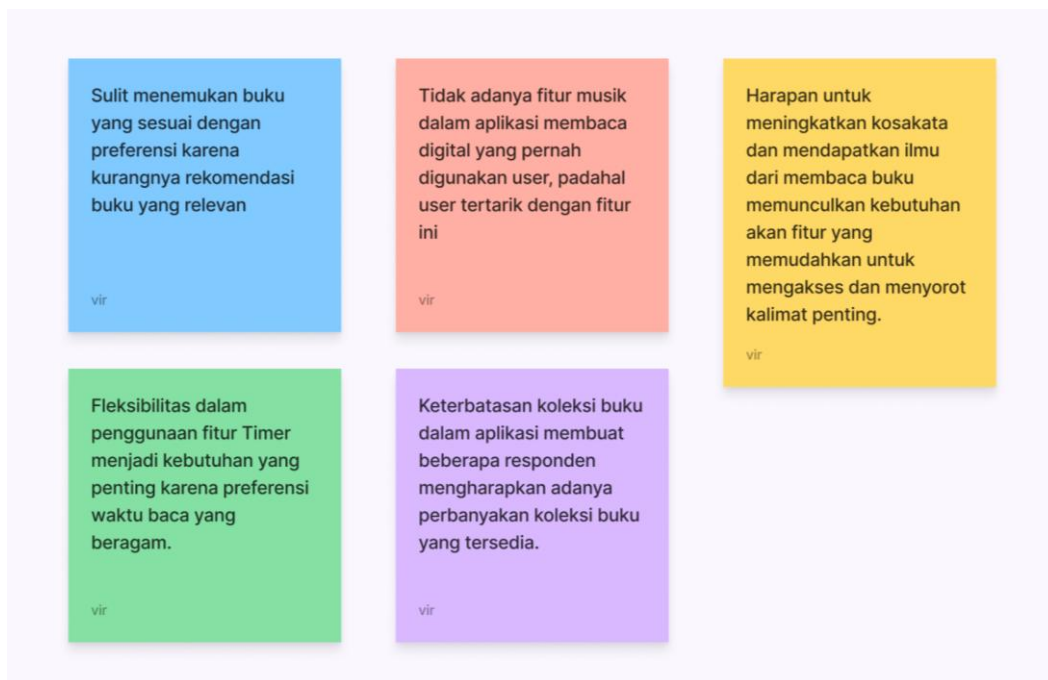 Sulit menemukan buku
yang sesuai dengan
preferensi karena
kurangnya rekomendasi
buku yang relevan
vir
Tidak adanya fitur musik
dalam aplikasi membaca
digital yang pernah
digunakan user, padahal
user tertarik dengan fitur
ini
vir
Harapan untuk
meningkatkan kosakata
dan mendapatkan ilmu
dari membaca buku
memunculkan kebutuhan
akan fitur yang
memudahkan untuk
mengakses dan menyorot
kalimat penting.
vir
Fleksibilitas dalam
penggunaan fitur Timer
menjadi kebutuhan yang
penting karena preferensi
waktu baca yang
beragam.
vir
Keterbatasan koleksi buku
dalam aplikasi membuat
beberapa responden
mengharapkan adanya
perbanyakan koleksi buku
yang tersedia.
vir